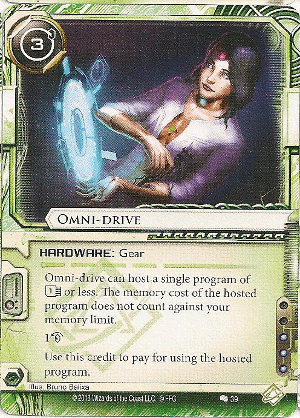 3
OMNI-DRIVE
HARDWARE: Gear
Omni-drive can host a single program of
1 or less. The memory cost of the hosted
program does not count against your
memory limit.
1
Use this credit to pay for using the hosted
program.
Illus. Bruno Balixa
© 2013 Wizards of the Coast LLC. © FFG
39